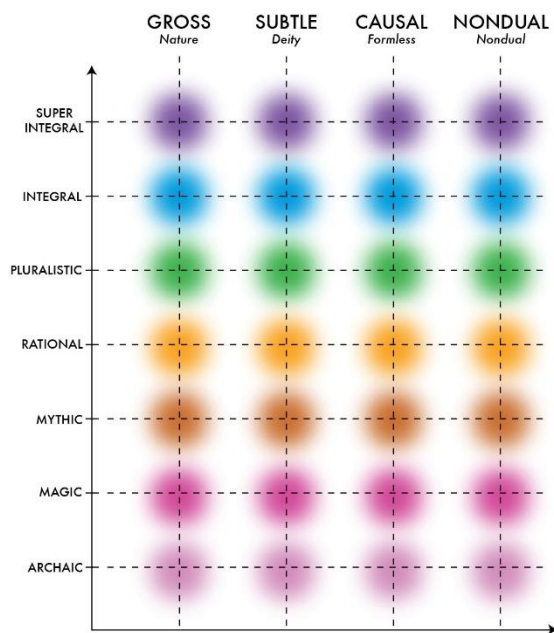 GROSS SUBTLE CAUSAL NONDUAL
Nature Deity Formless Nondual
SUPER
INTEGRAL
INTEGRAL
PLURALISTIC
RATIONAL
MYTHIC
MAGIC
ARCHAIC